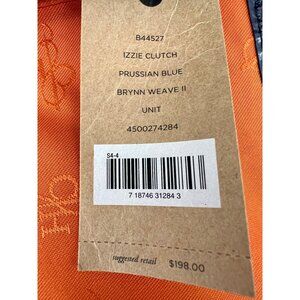 B44527
IZZIE CLUTCH
PRUSSIAN BLUE
BRYNN WEAVE II
UNIT
4500274284
S4-4
7 18746 31284 3
suggested retail $198.00